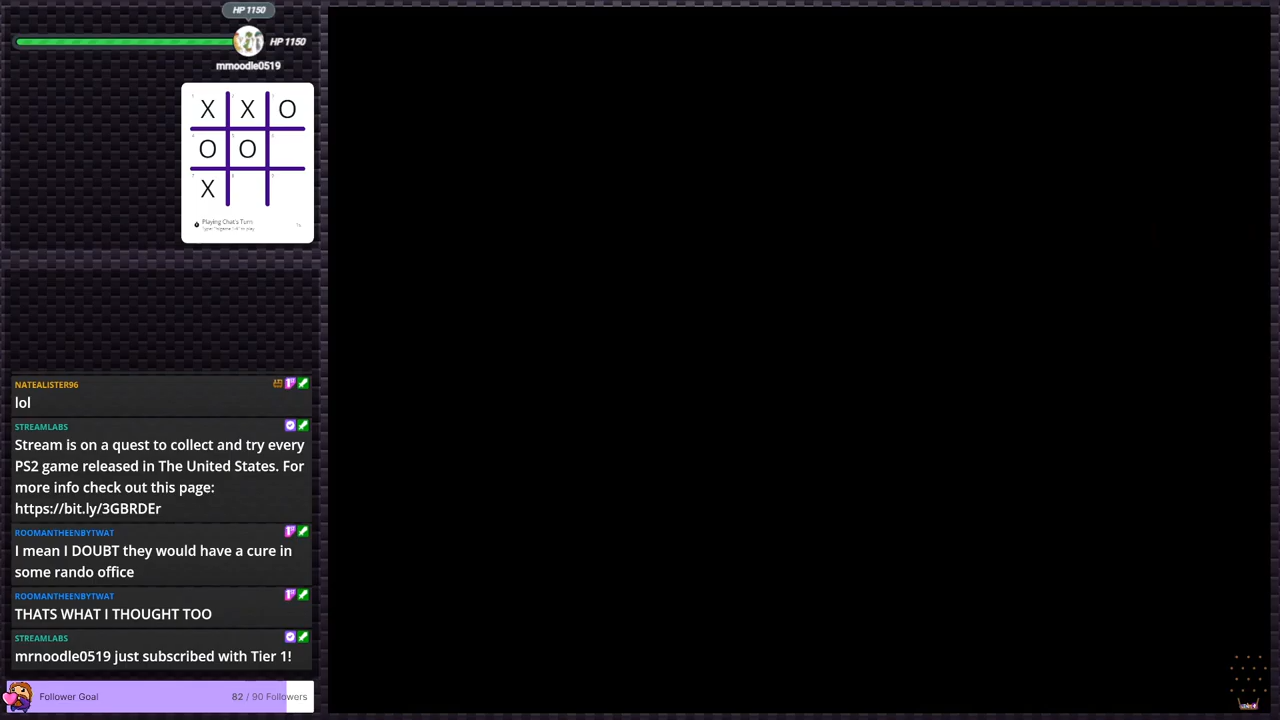 HP 1150
HP 1150
mrnoodle0519
X X O
O O
X
Playing Chat's Turn
NATEALISTER96
lol
STREAMLABS
Stream is on a quest to collect and try every
PS2 game released in The United States. For
more info check out this page:
https://bit.ly/3GBRDEr
ROOMANTHEENBYTWAT
I mean I DOUBT they would have a cure in
some rando office
ROOMANTHEENBYTWAT
THATS WHAT I THOUGHT TOO
STREAMLABS
mrnoodle0519 just subscribed with Tier 1!
Follower Goal 82 / 90 Followers